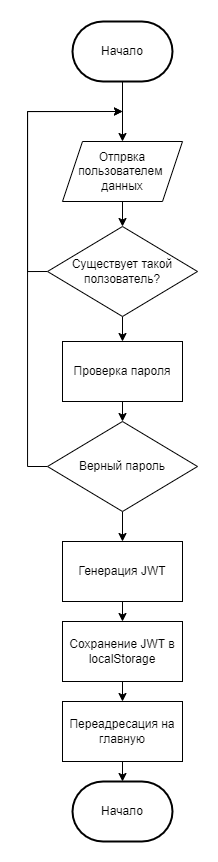 Начало
Отпрвка
пользователем
данных
Существует такой
ползователь?
Проверка пароля
Верный пароль
Генерация JWT
Сохранение JWT в
localStorage
Переадресация на
главную
Начало